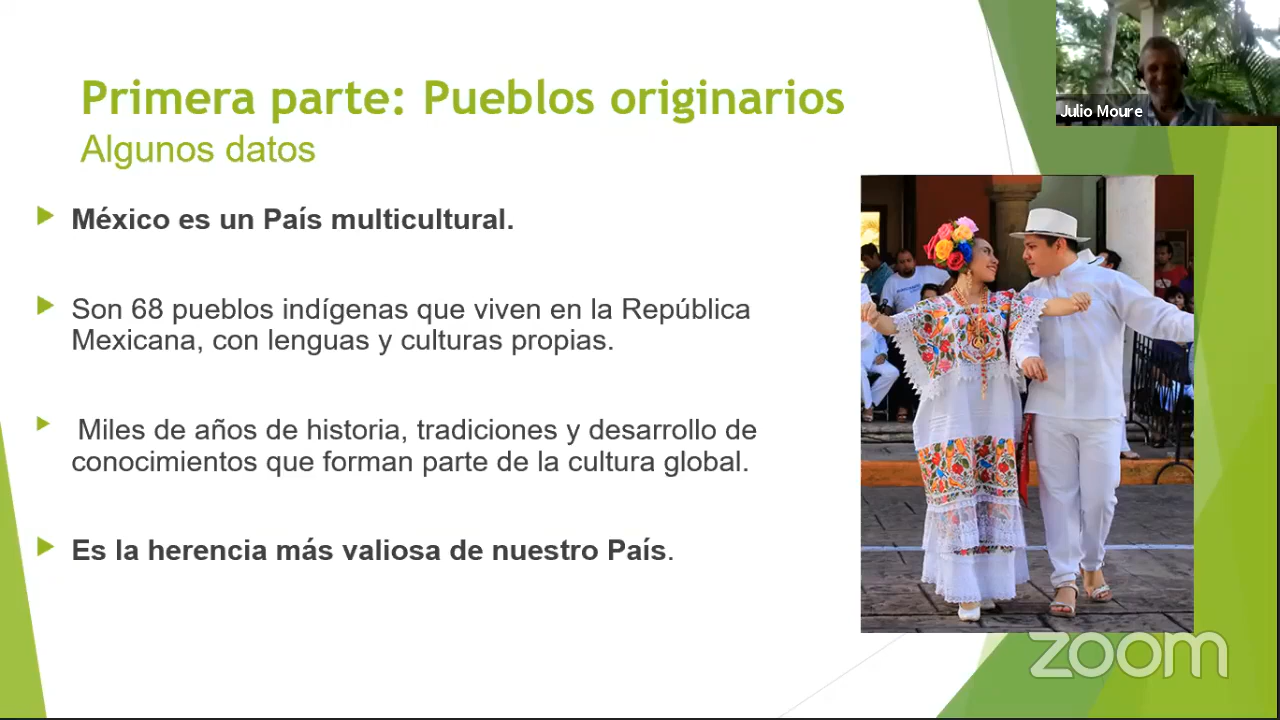 Primera parte: Pueblos originarios
Algunos datos
México es un País multicultural.
Son 68 pueblos indígenas que viven en la República
Mexicana, con lenguas y culturas propias.
Miles de años de historia, tradiciones y desarrollo de
conocimientos que forman parte de la cultura global.
Es la herencia más valiosa de nuestro País.
Julio Moure
zoom